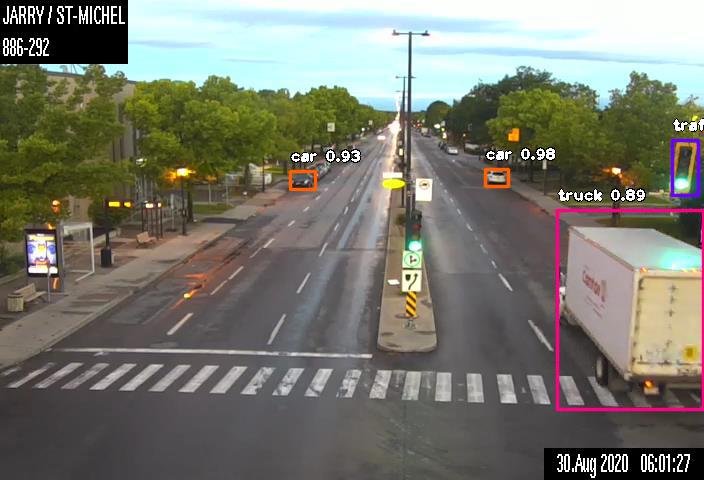 JARRY / ST-MICHEL
886-292
traf
car 0.93
car 0.98
truck 0.89
30.Aug 2020 06:01:27